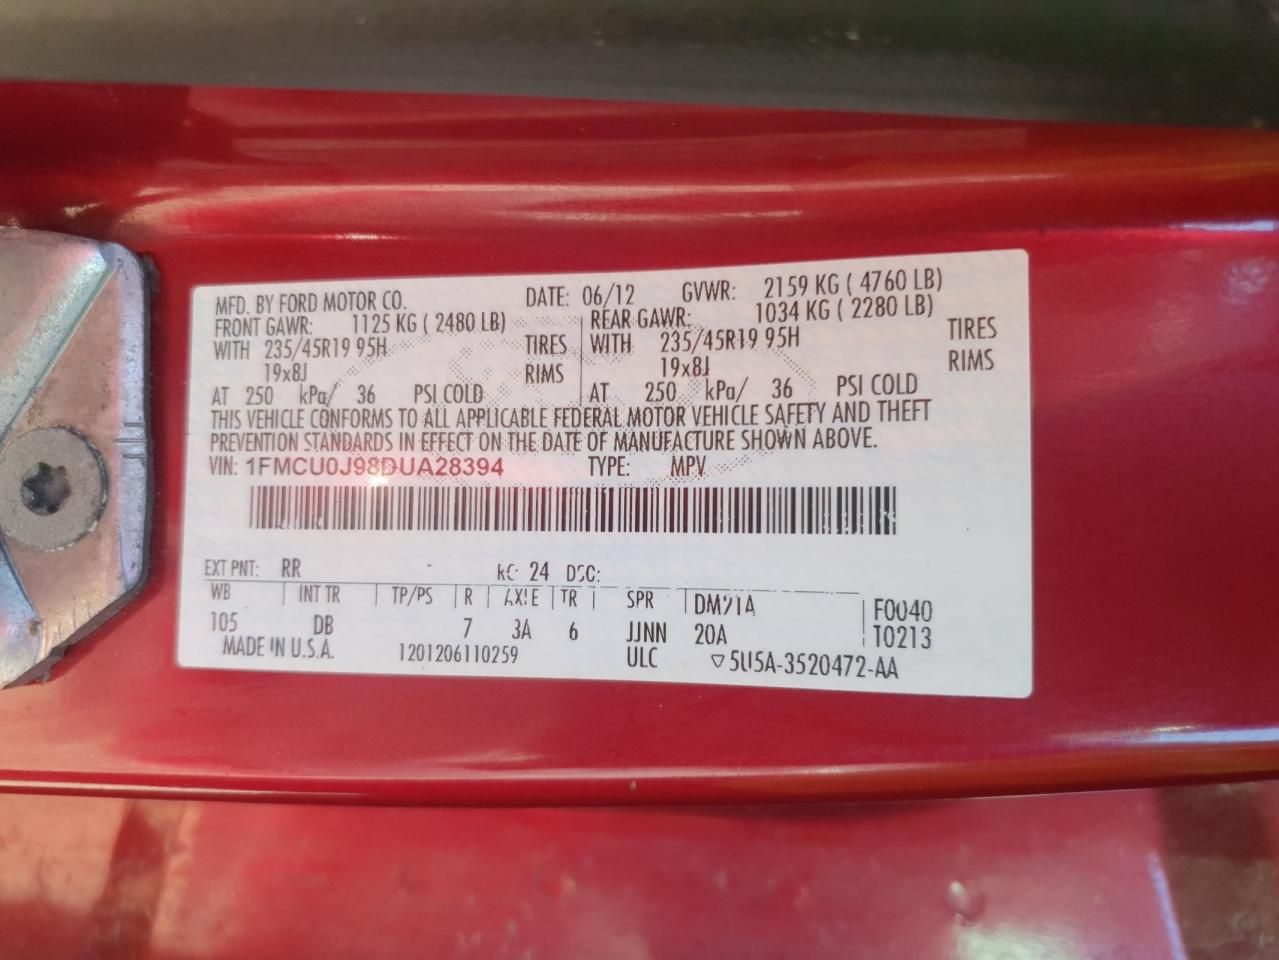 MFD. BY FORD MOTOR CO. DATE: 06/12 GVWR: 2159 KG ( 4760 LB)
FRONT GAWR: 1125 KG ( 2480 LB) REAR GAWR: 1034 KG ( 2280 LB)
WITH 235/45R19 95H TIRES WITH 235/45R19 95H TIRES
19x8J RIMS 19x8J RIMS
AT 250 kPa/ 36 PSI COLD AT 250 kPa/ 36 PSI COLD
THIS VEHICLE CONFORMS TO ALL APPLICABLE FEDERAL MOTOR VEHICLE SAFETY AND THEFT
PREVENTION STANDARDS IN EFFECT ON THE DATE OF MANUFACTURE SHOWN ABOVE.
VIN: 1FMCU0J98DUA28394 TYPE: MPV
EXT PNT: RR RC: 24 DSO:
WB INT TR TP/PS R AXLE TR SPR DM21A F0040
105 DB 7 3A 6 JJNN 20A T0213
MADE IN U.S.A. 1201206110259 ULC ▽5U5A-3520472-AA